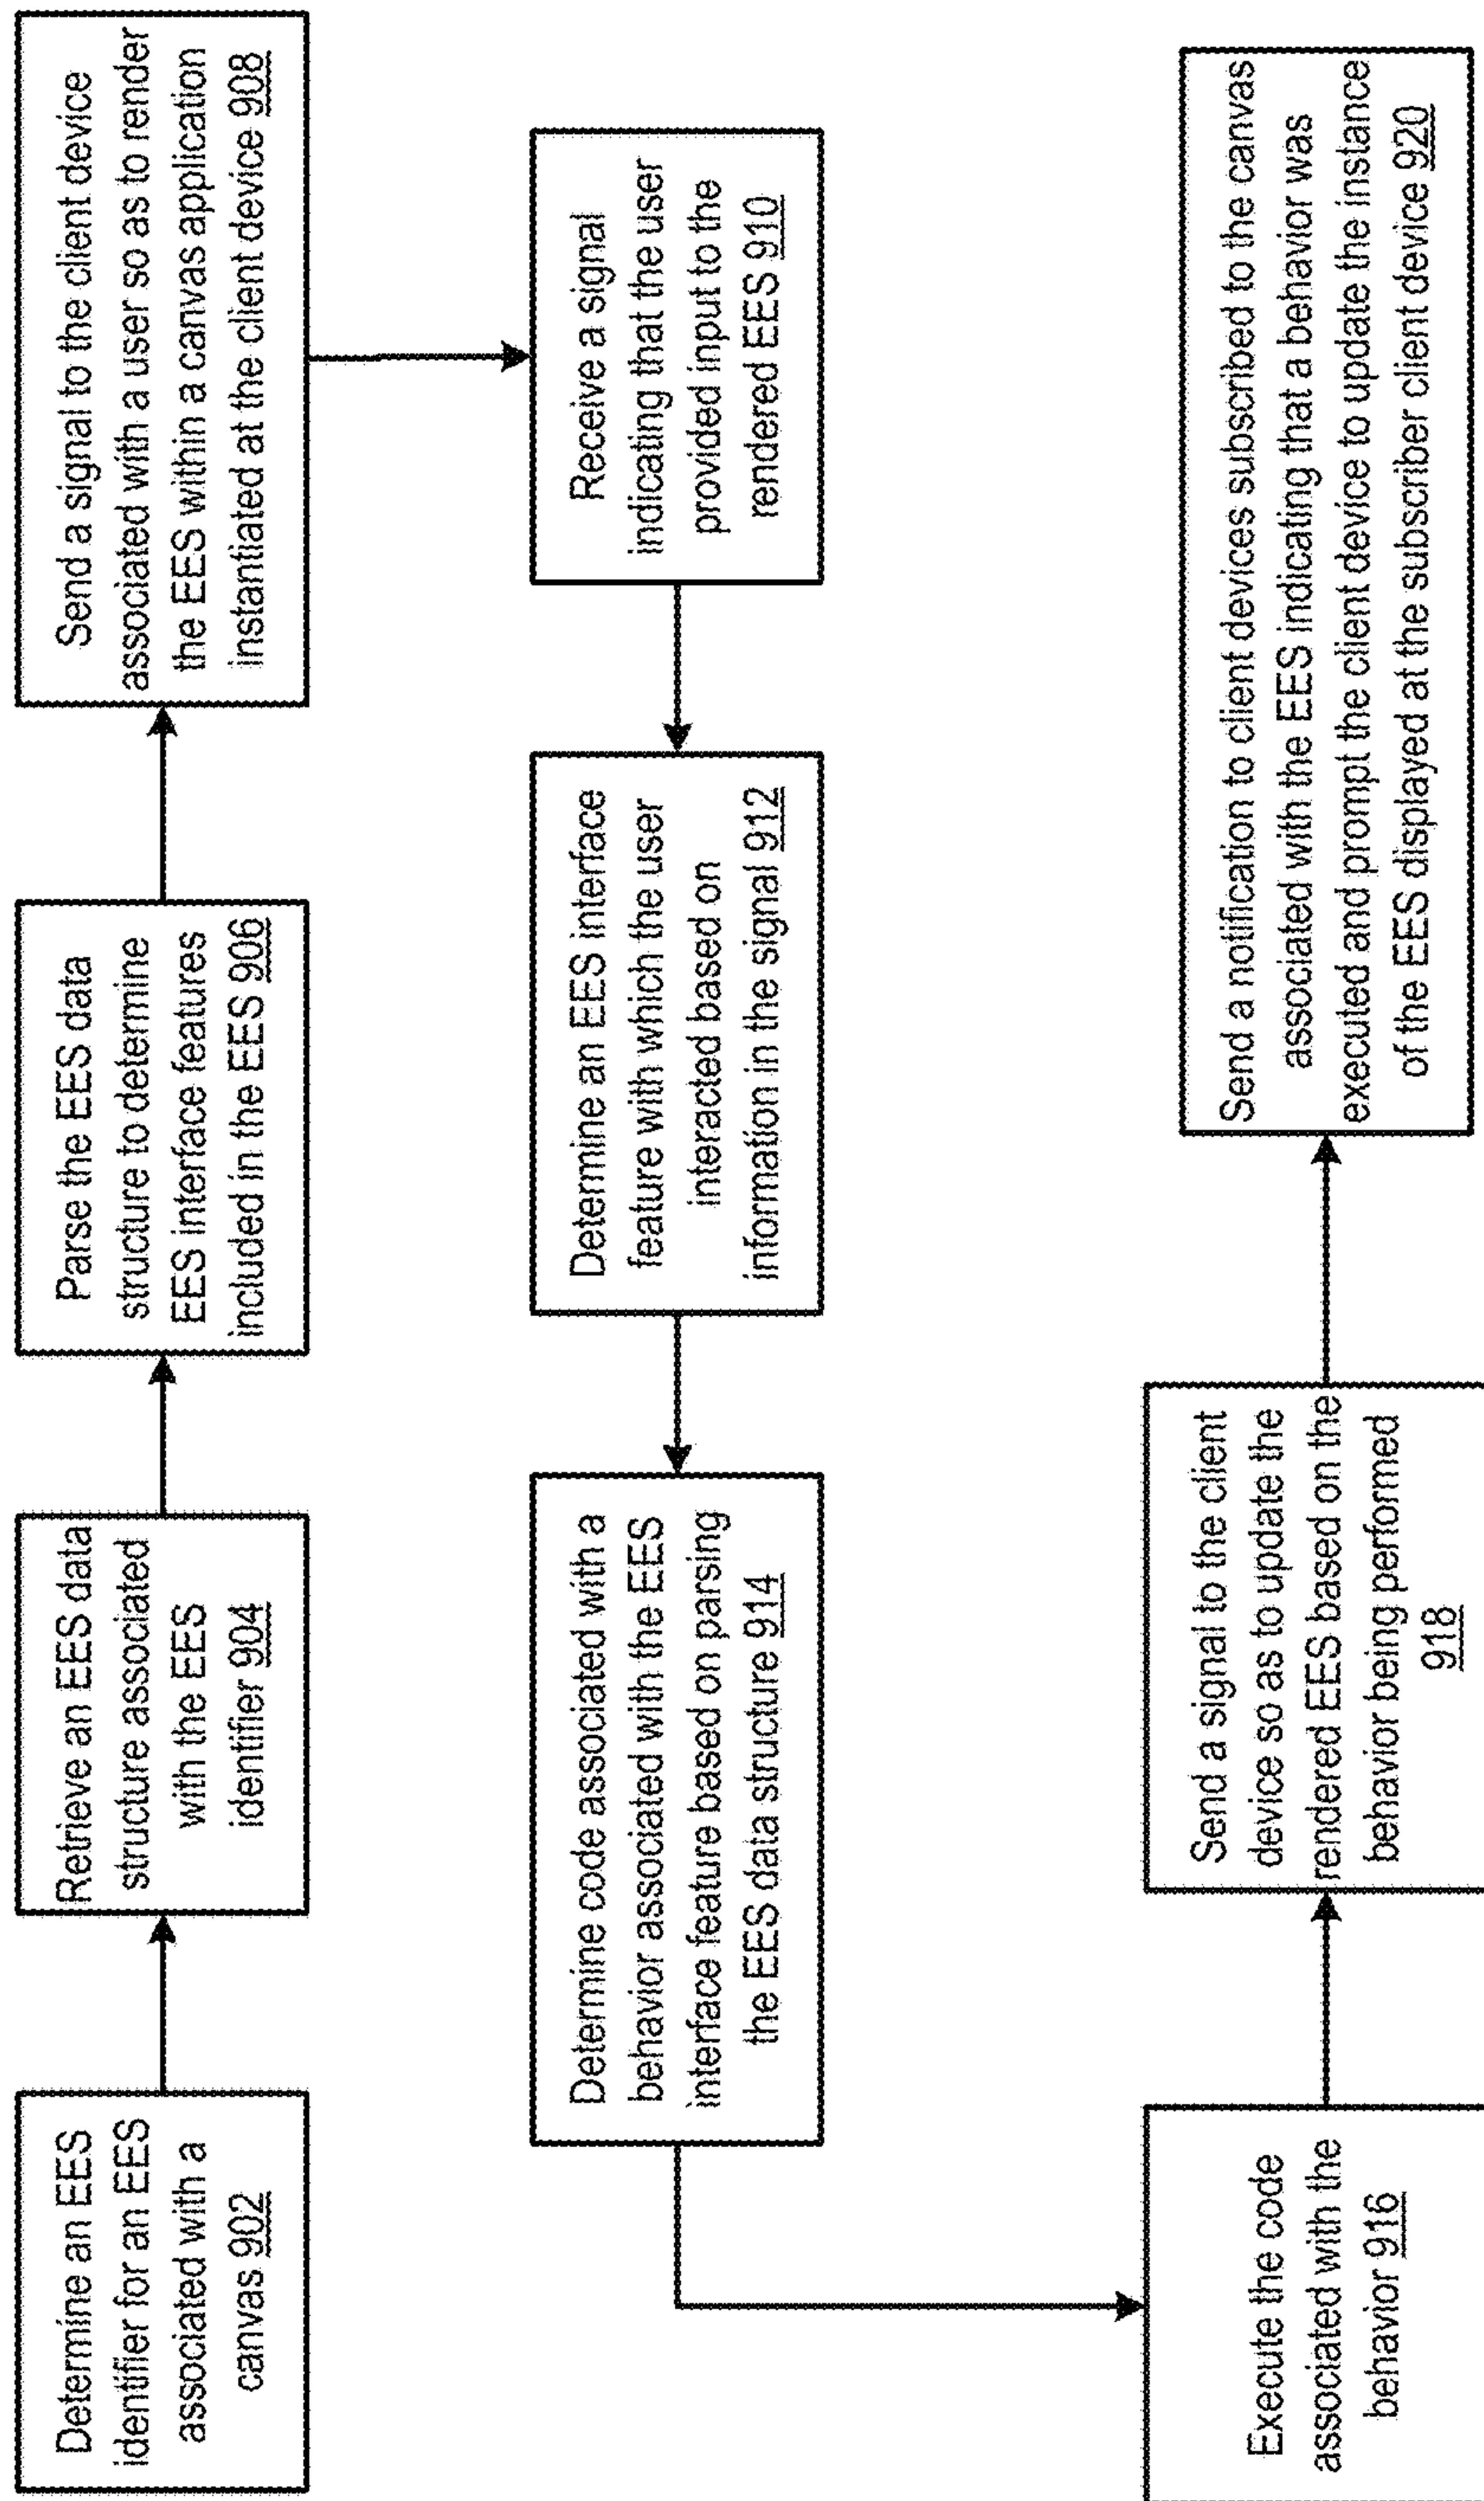 Determine an EES
identifier for an EES
associated with a
canvas 902
Retrieve an EES data
structure associated
with the EES
identifier 904
Parse the EES data
structure to determine
EES interface features
included in the EES 906
Send a signal to the client device
associated with a user so as to render
the EES within a canvas application
instantiated at the client device 908
Receive a signal
indicating that the user
provided input to the
rendered EES 910
Determine an EES interface
feature with which the user
interacted based on
information in the signal 912
Determine code associated with a
behavior associated with the EES
interface feature based on parsing
the EES data structure 914
Execute the code
associated with the
behavior 916
Send a signal to the client
device so as to update the
rendered EES based on the
behavior being performed
918
Send a notification to client devices subscribed to the canvas
associated with the EES indicating that a behavior was
executed and prompt the client device to update the instance
of the EES displayed at the subscriber client device 920